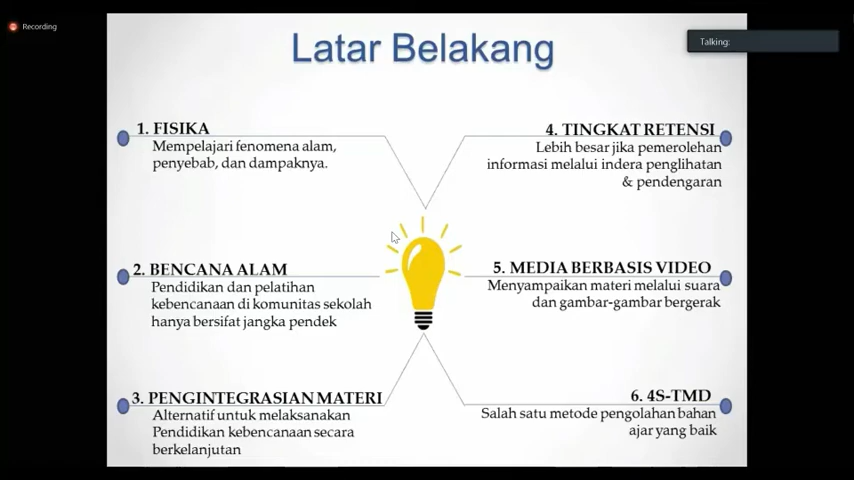 Recording
Talking:
Latar Belakang
1. FISIKA
Mempelajari fenomena alam,
penyebab, dan dampaknya.
2. BENCANA ALAM
Pendidikan dan pelatihan
kebencanaan di komunitas sekolah
hanya bersifat jangka pendek
3. PENGINTEGRASIAN MATERI
Alternatif untuk melaksanakan
Pendidikan kebencanaan secara
berkelanjutan
4. TINGKAT RETENSI
Lebih besar jika pemerolehan
informasi melalui indera penglihatan
& pendengaran
5. MEDIA BERBASIS VIDEO
Menyampaikan materi melalui suara
dan gambar-gambar bergerak
6. 4S-TMD
Salah satu metode pengolahan bahan
ajar yang baik